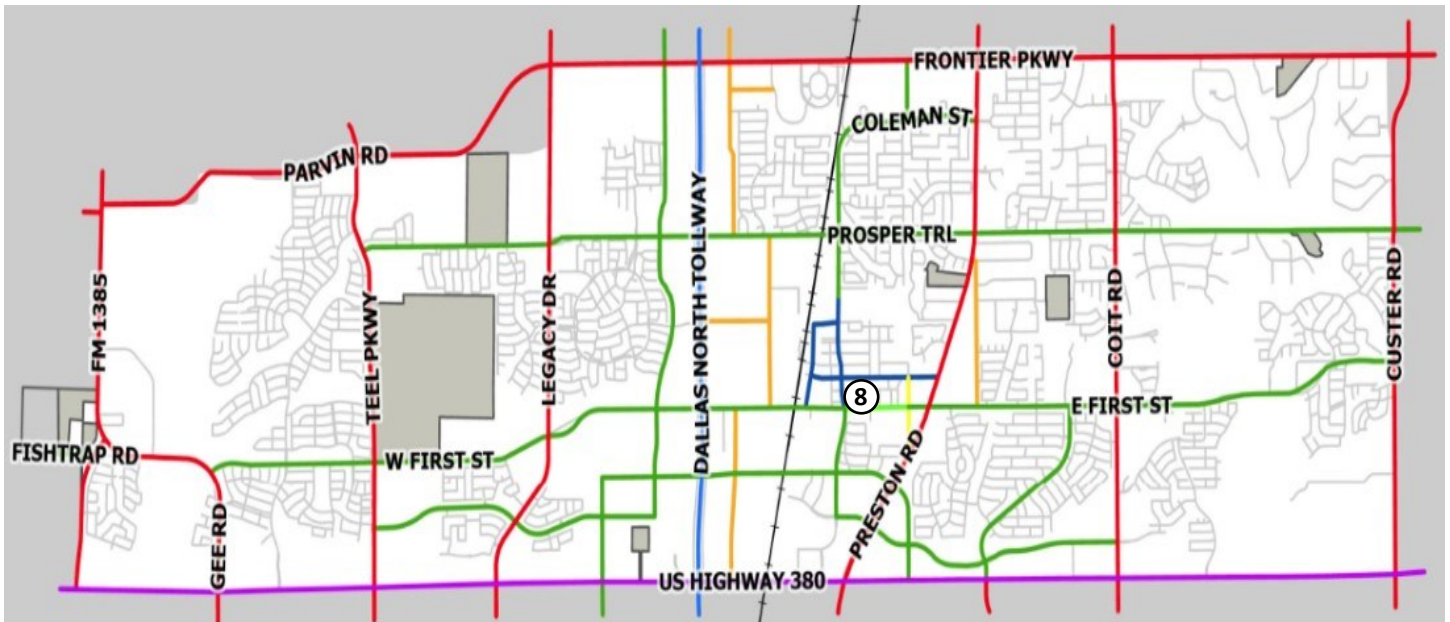 FRONTIER PKWY
COLEMAN ST
PARVIN RD
PROSPER TRL
FM 1385
TEEL PKWY
LEGACY DR
DALLAS NORTH TOLLWAY
COIT RD
CUSTER RD
8
E FIRST ST
FISHTRAP RD
W FIRST ST
PRESTON RD
GEE RD
US HIGHWAY 380